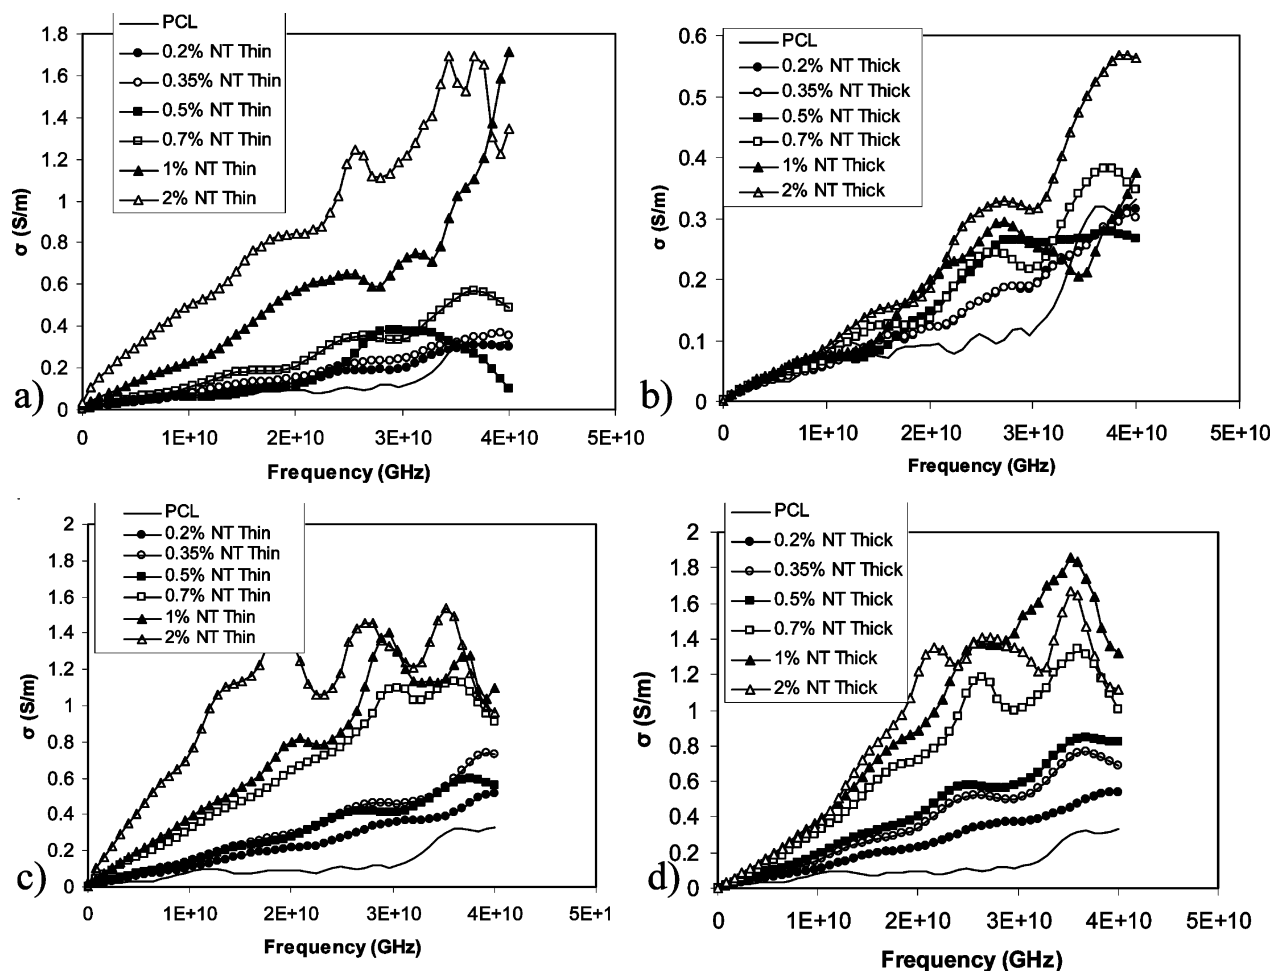 PCL
0.2% NT Thin
0.35% NT Thin
0.5% NT Thin
0.7% NT Thin
1% NT Thin
2% NT Thin
1.8
1.6
1.4
1.2
1
0.8
0.6
0.4
0.2
0
σ (S/m)
a)
0 1E+10 2E+10 3E+10 4E+10 5E+10
Frequency (GHz)
PCL
0.2% NT Thick
0.35% NT Thick
0.5% NT Thick
0.7% NT Thick
1% NT Thick
2% NT Thick
0.6
0.5
0.4
0.3
0.2
0.1
0
σ (S/m)
b)
0 1E+10 2E+10 3E+10 4E+10 5E+10
Frequency (GHz)
PCL
0.2% NT Thin
0.35% NT Thin
0.5% NT Thin
0.7% NT Thin
1% NT Thin
2% NT Thin
2
1.8
1.6
1.4
1.2
1
0.8
0.6
0.4
0.2
0
σ (S/m)
c)
0 1E+10 2E+10 3E+10 4E+10 5E+1
Frequency (GHz)
PCL
0.2% NT Thick
0.35% NT Thick
0.5% NT Thick
0.7% NT Thick
1% NT Thick
2% NT Thick
2
1.8
1.6
1.4
1.2
1
0.8
0.6
0.4
0.2
0
σ (S/m)
d)
0 1E+10 2E+10 3E+10 4E+10 5E+10
Frequency (GHz)